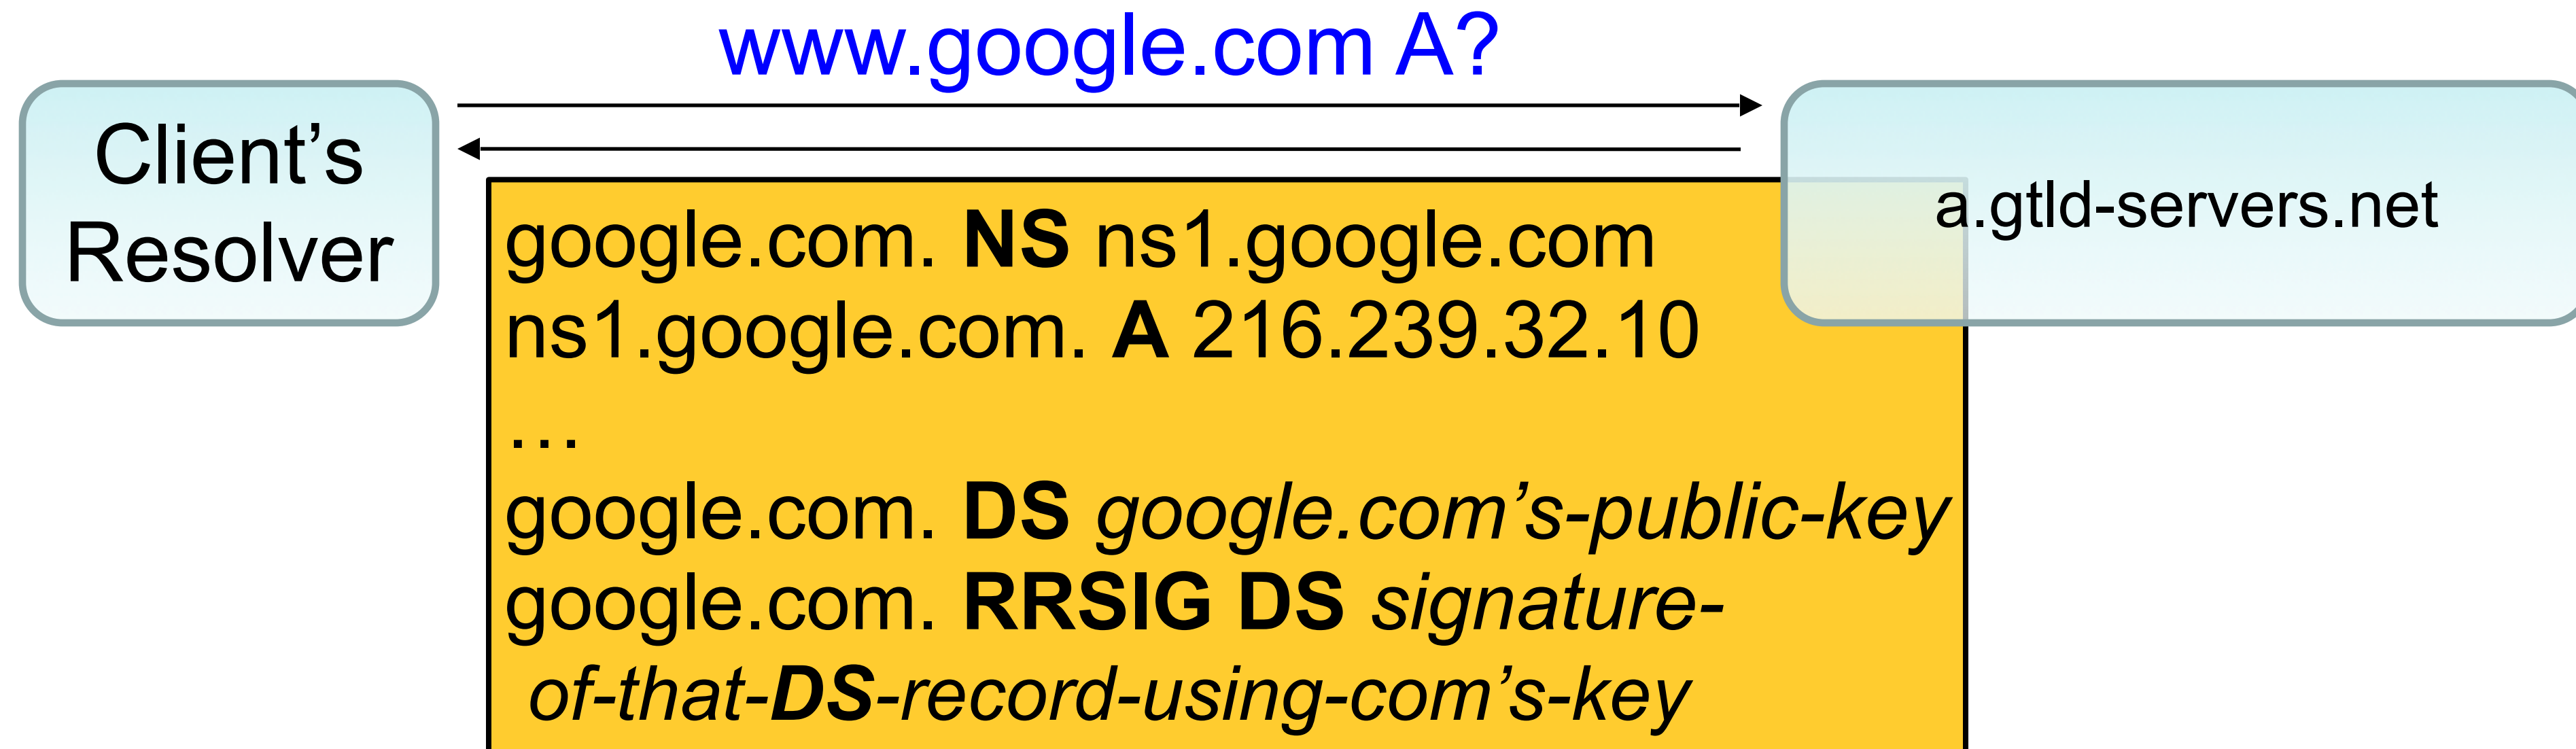 www.google.com A?
Client’s
Resolver
a.gtld-servers.net
google.com. NS ns1.google.com
ns1.google.com. A 216.239.32.10
…
google.com. DS google.com’s-public-key
google.com. RRSIG DS signature-
of-that-DS-record-using-com’s-key